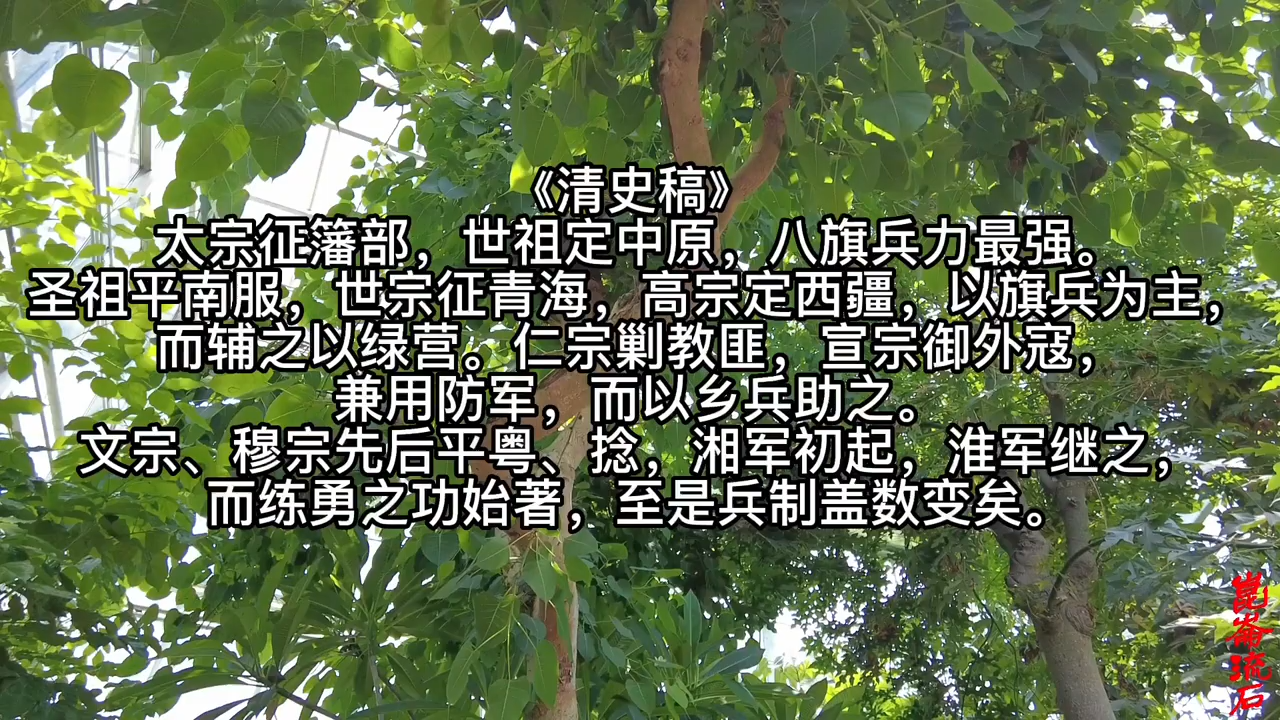 《清史稿》
太宗征籓部，世祖定中原，八旗兵力最强。
圣祖平南服，世宗征青海，高宗定西疆，以旗兵为主，
而辅之以绿营。仁宗剿教匪，宣宗御外寇，
兼用防军，而以乡兵助之。
文宗、穆宗先后平粤、捻，湘军初起，淮军继之，
而练勇之功始著，至是兵制盖数变矣。
崑崙琉石